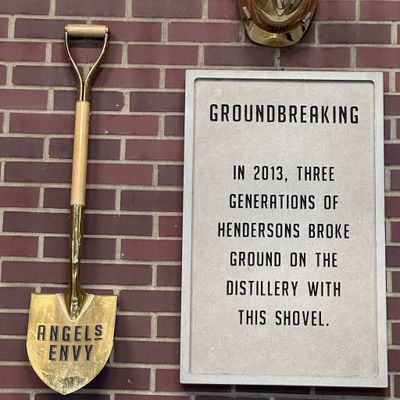 ANGELS
ENVY
GROUNDBREAKING
IN 2013, THREE
GENERATIONS OF
HENDERSONS BROKE
GROUND ON THE
DISTILLERY WITH
THIS SHOVEL.